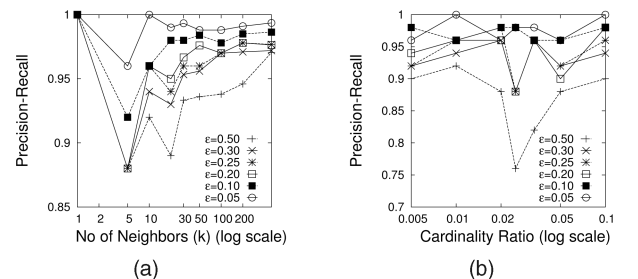 Precision-Recall
1
0.95
0.9
0.85
ε=0.50
ε=0.30
ε=0.25
ε=0.20
ε=0.10
ε=0.05
1 2 5 10 30 50 100 200
No of Neighbors (k) (log scale)
(a)
Precision-Recall
1
0.95
0.9
0.85
0.8
0.75
0.7
ε=0.50
ε=0.30
ε=0.25
ε=0.20
ε=0.10
ε=0.05
0.005 0.01 0.02 0.05 0.1
Cardinality Ratio (log scale)
(b)